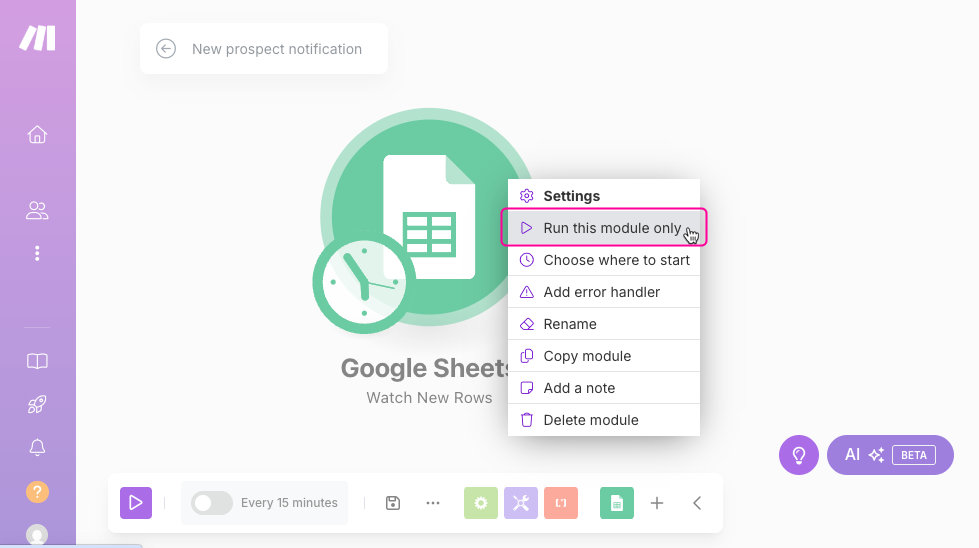 New prospect notification
Settings
Run this module only
Choose where to start
Add error handler
Rename
Copy module
Add a note
Delete module
Google Sheets
Watch New Rows
AI BETA
Every 15 minutes